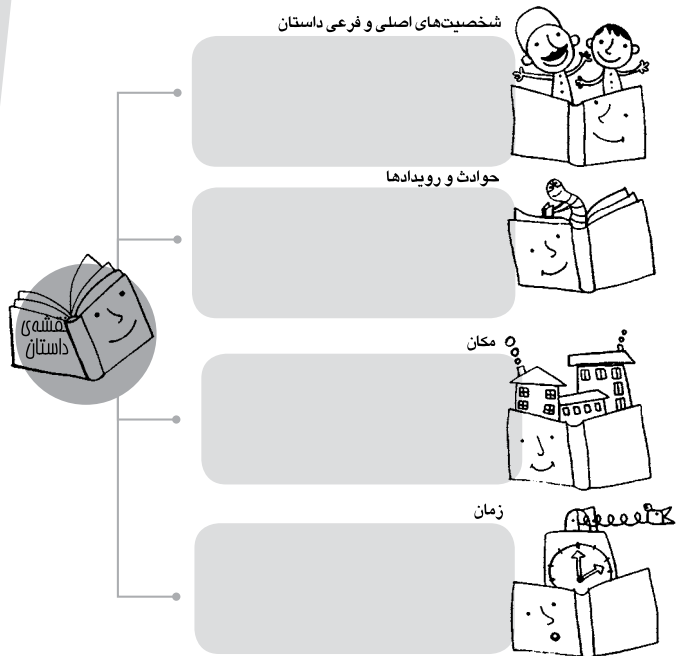 شخصیت‌های اصلی و فرعی داستان
حوادث و رویدادها
نقشه‌ی
داستان
مکان
زمان